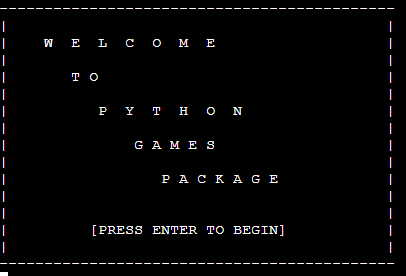 W E L C O M E
T O
P Y T H O N
G A M E S
P A C K A G E
[PRESS ENTER TO BEGIN]